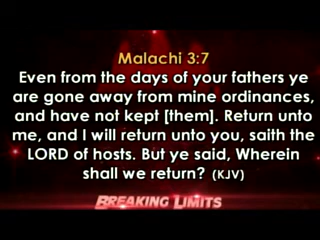 Malachi 3:7
Even from the days of your fathers ye
are gone away from mine ordinances,
and have not kept [them]. Return unto
me, and I will return unto you, saith the
LORD of hosts. But ye said, Wherein
shall we return? (KJV)
BREAKING LIMITS